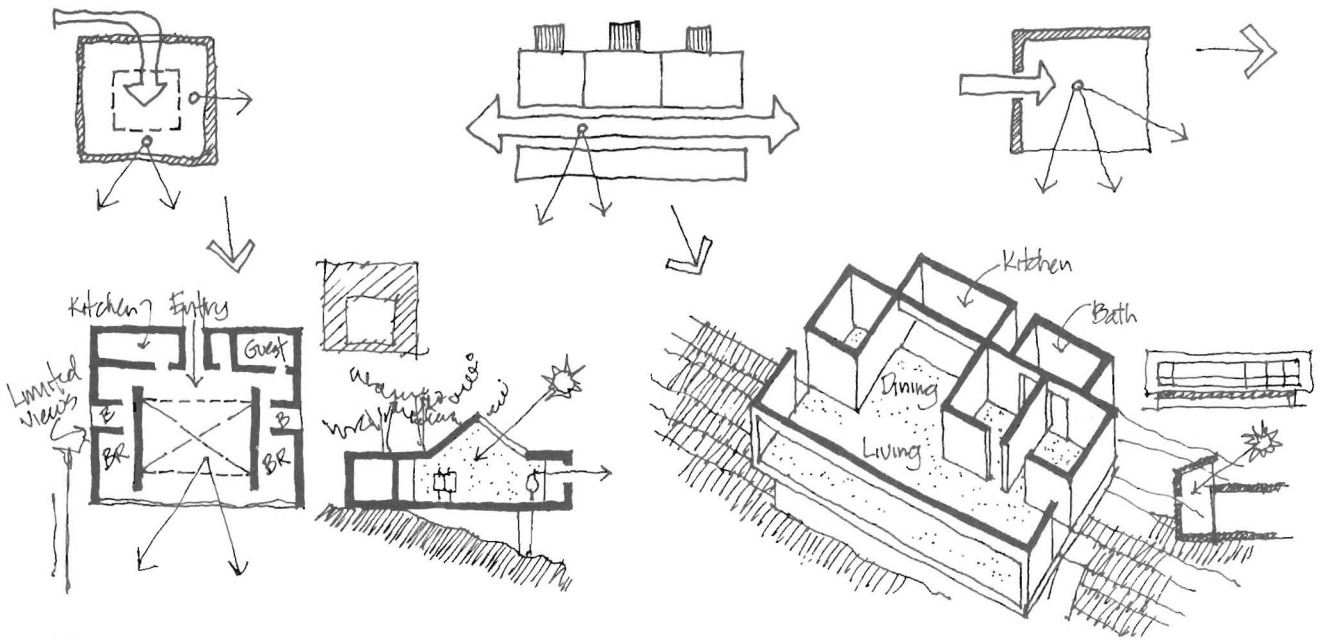 Kitchen
Entry
Guest
Limited
views
B
B
BR
BR
Kitchen
Bath
Dining
Living